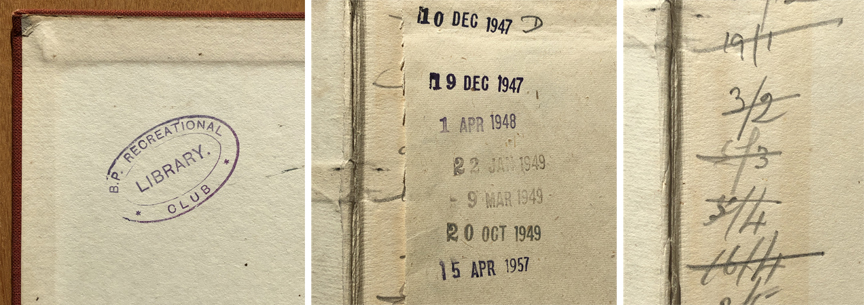 B.P. RECREATIONAL
LIBRARY.
CLUB
10 DEC 1947 D
19 DEC 1947
1 APR 1948
22 JAN 1949
- 9 MAR 1949
20 OCT 1949
15 APR 1957
19/1
3/2
5/3
5/4
16/4